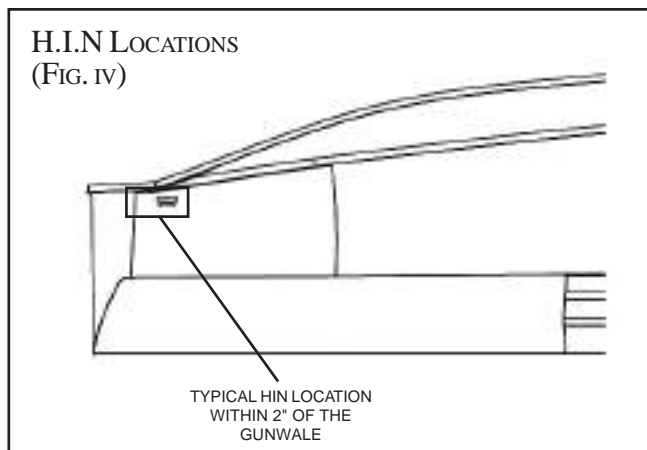 H.I.N LOCATIONS
(FIG. IV)
TYPICAL HIN LOCATION
WITHIN 2" OF THE
GUNWALE